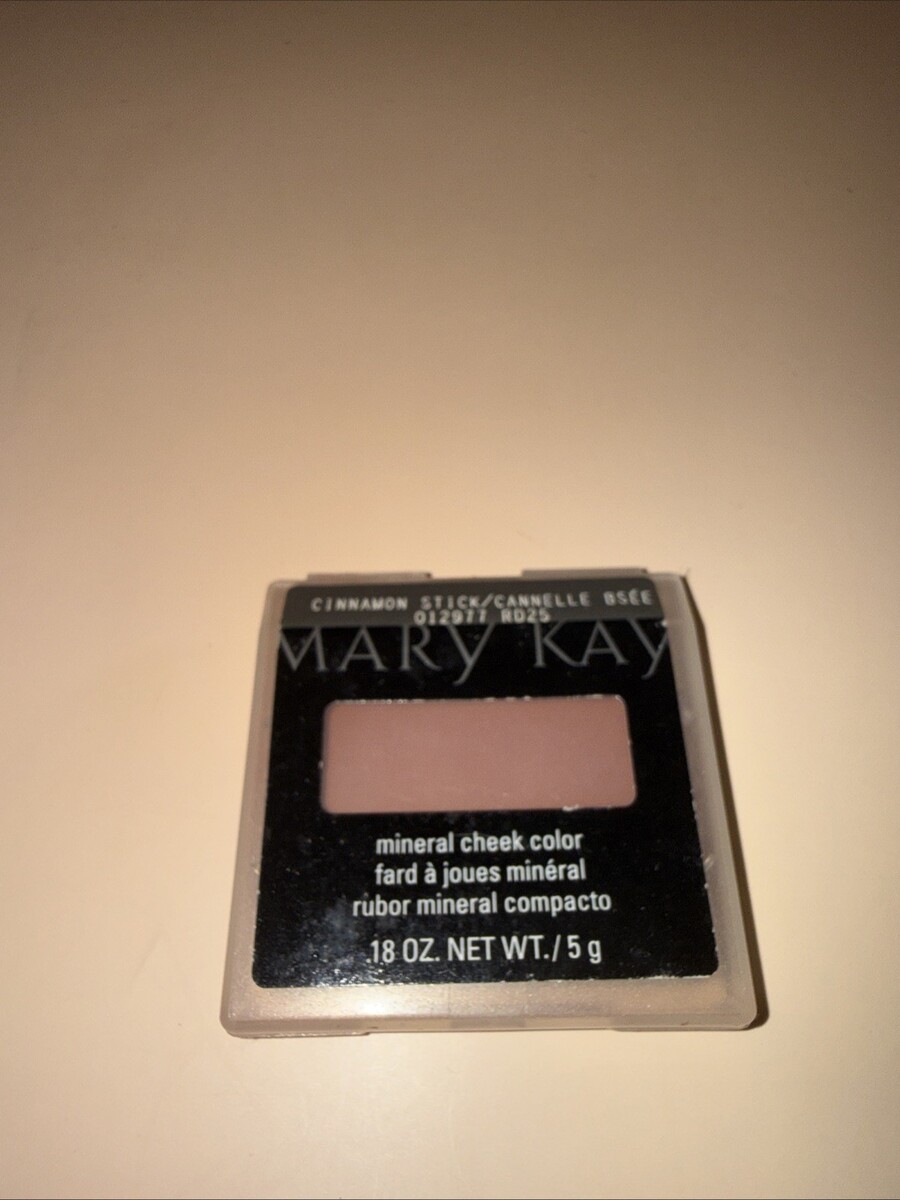 CINNAMON STICK/CANNELLE BSÉE
012977 RD25
MARY KAY
mineral cheek color
fard à joues minéral
rubor mineral compacto
.18 OZ. NET WT./ 5 g